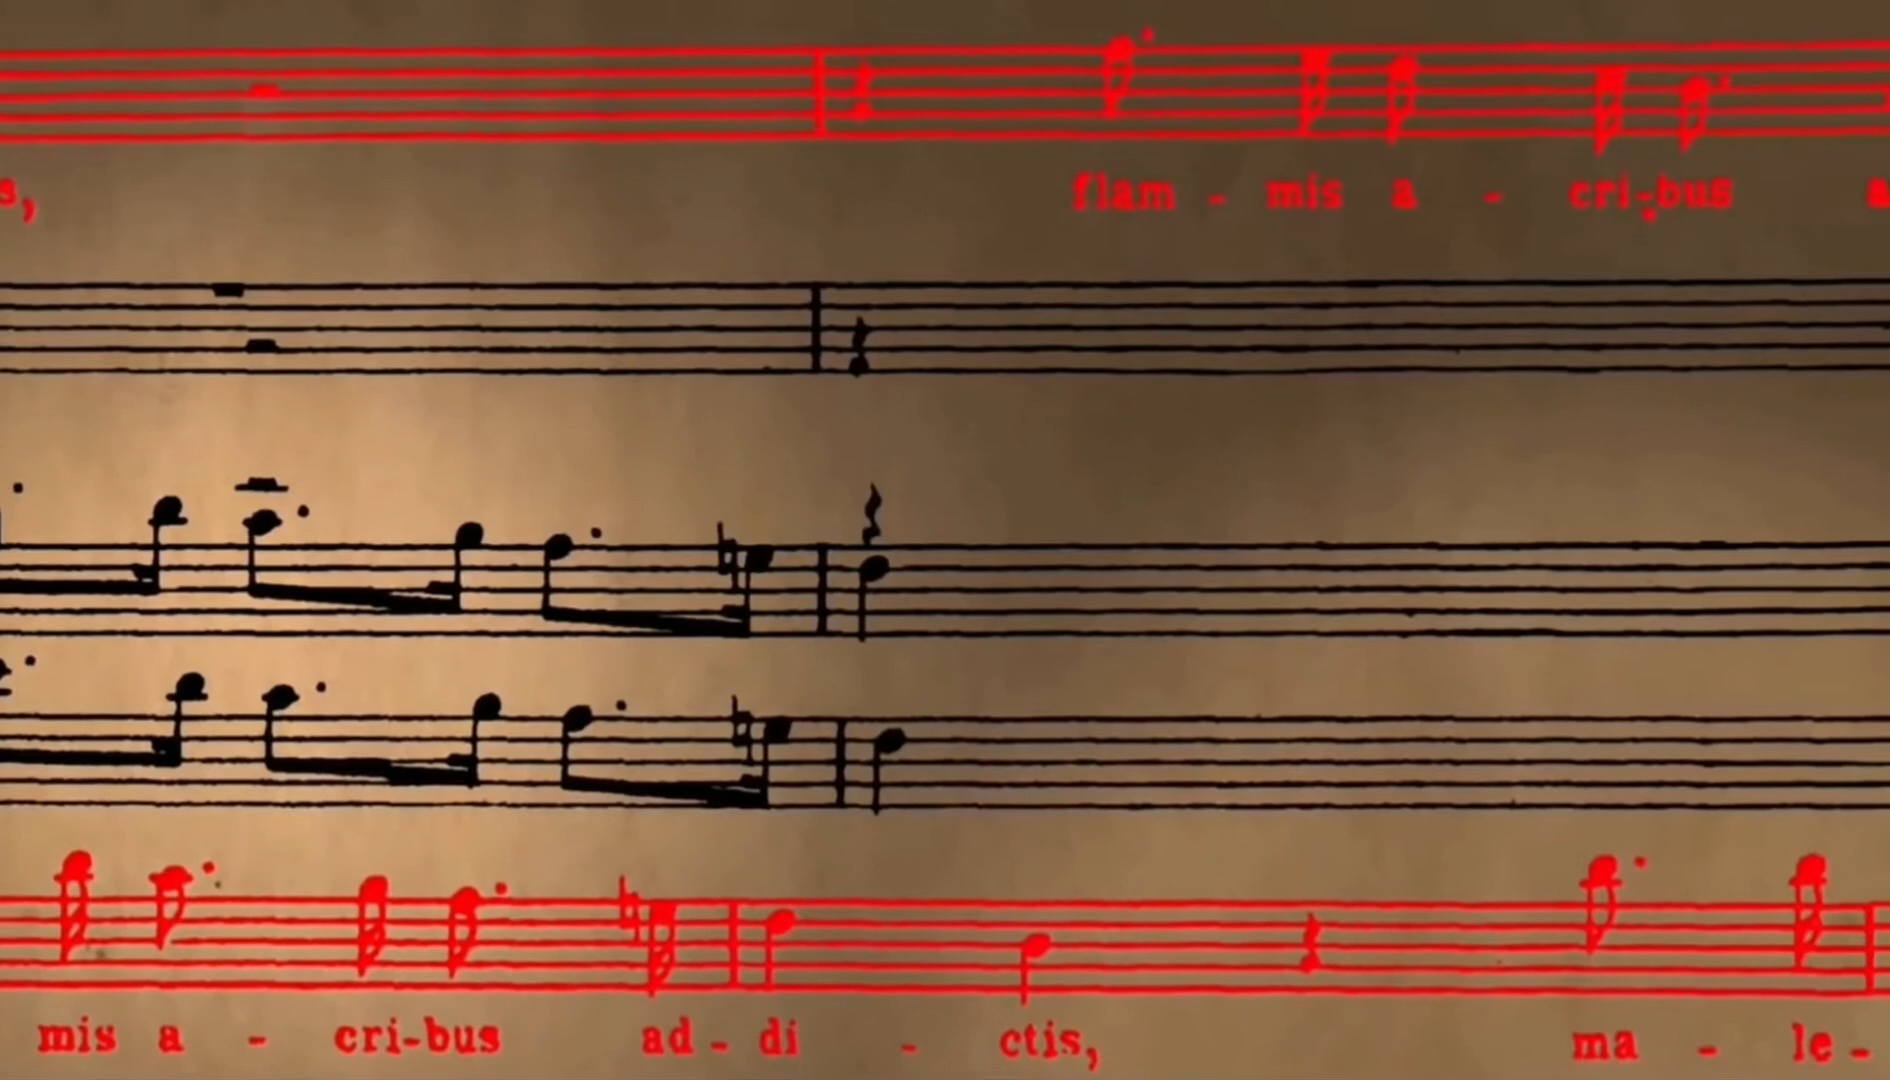 s, flam - mis a - cri-bus a
mis a - cri-bus ad - di - ctis, ma - le -